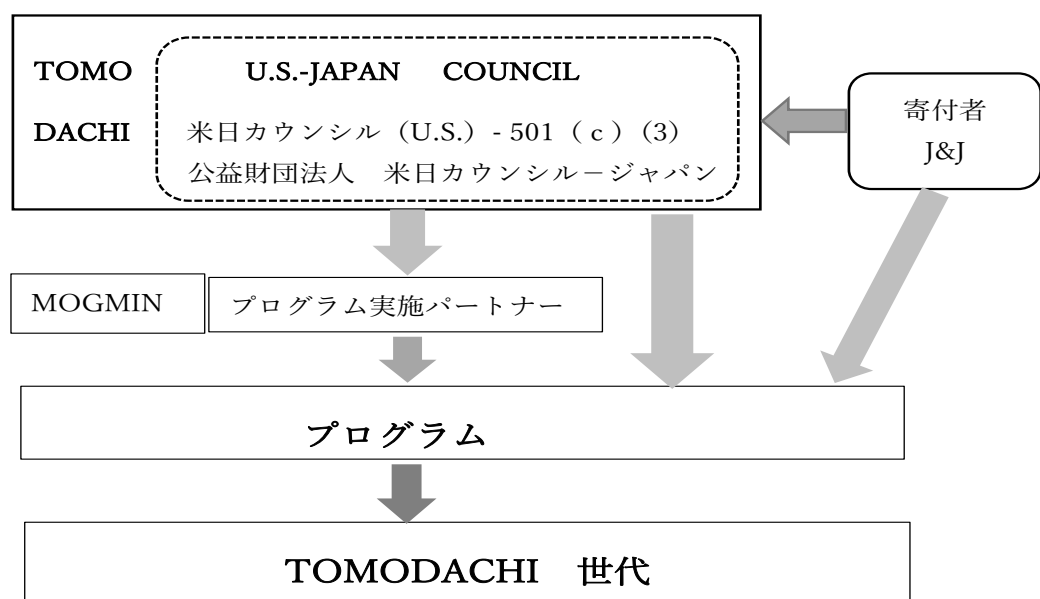 TOMO
DACHI
U.S.-JAPAN COUNCIL
米日カウンシル（U.S.）- 501（c）(3)
公益財団法人　米日カウンシル－ジャパン
寄付者
J&J
MOGMIN
プログラム実施パートナー
プログラム
TOMODACHI　世代